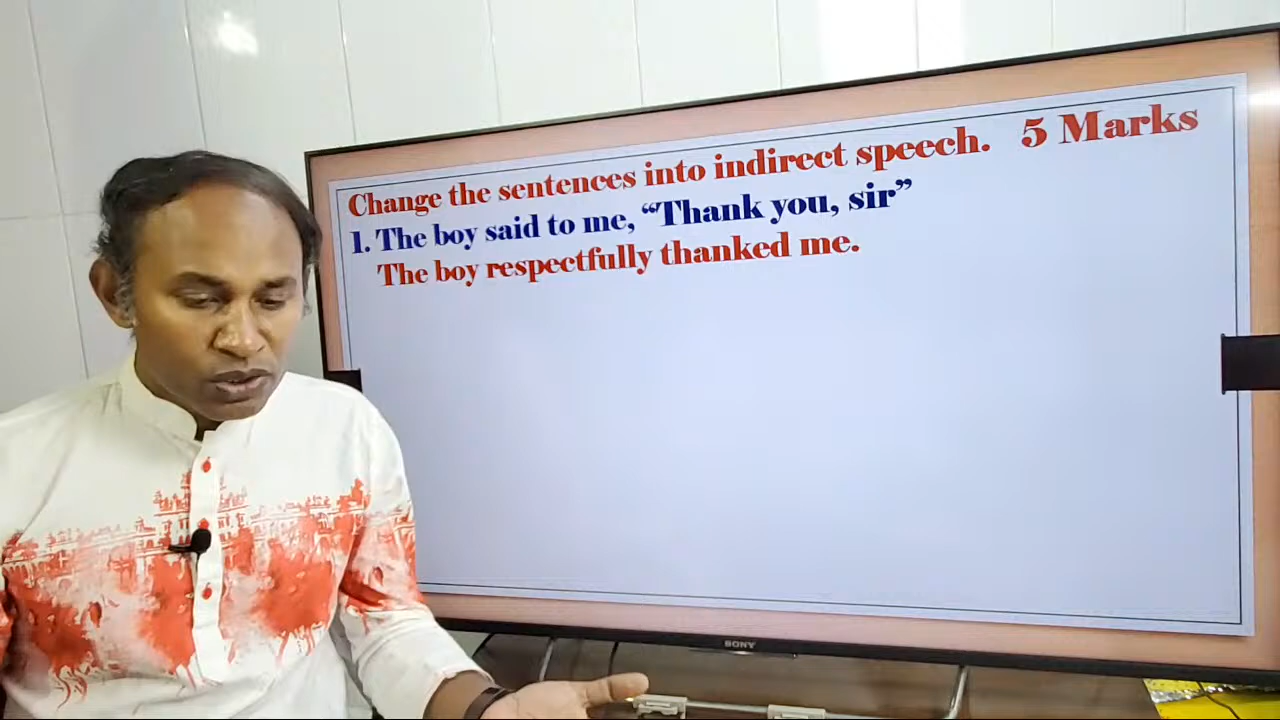 Change the sentences into indirect speech. 5 Marks
1. The boy said to me, “Thank you, sir”
The boy respectfully thanked me.
SONY